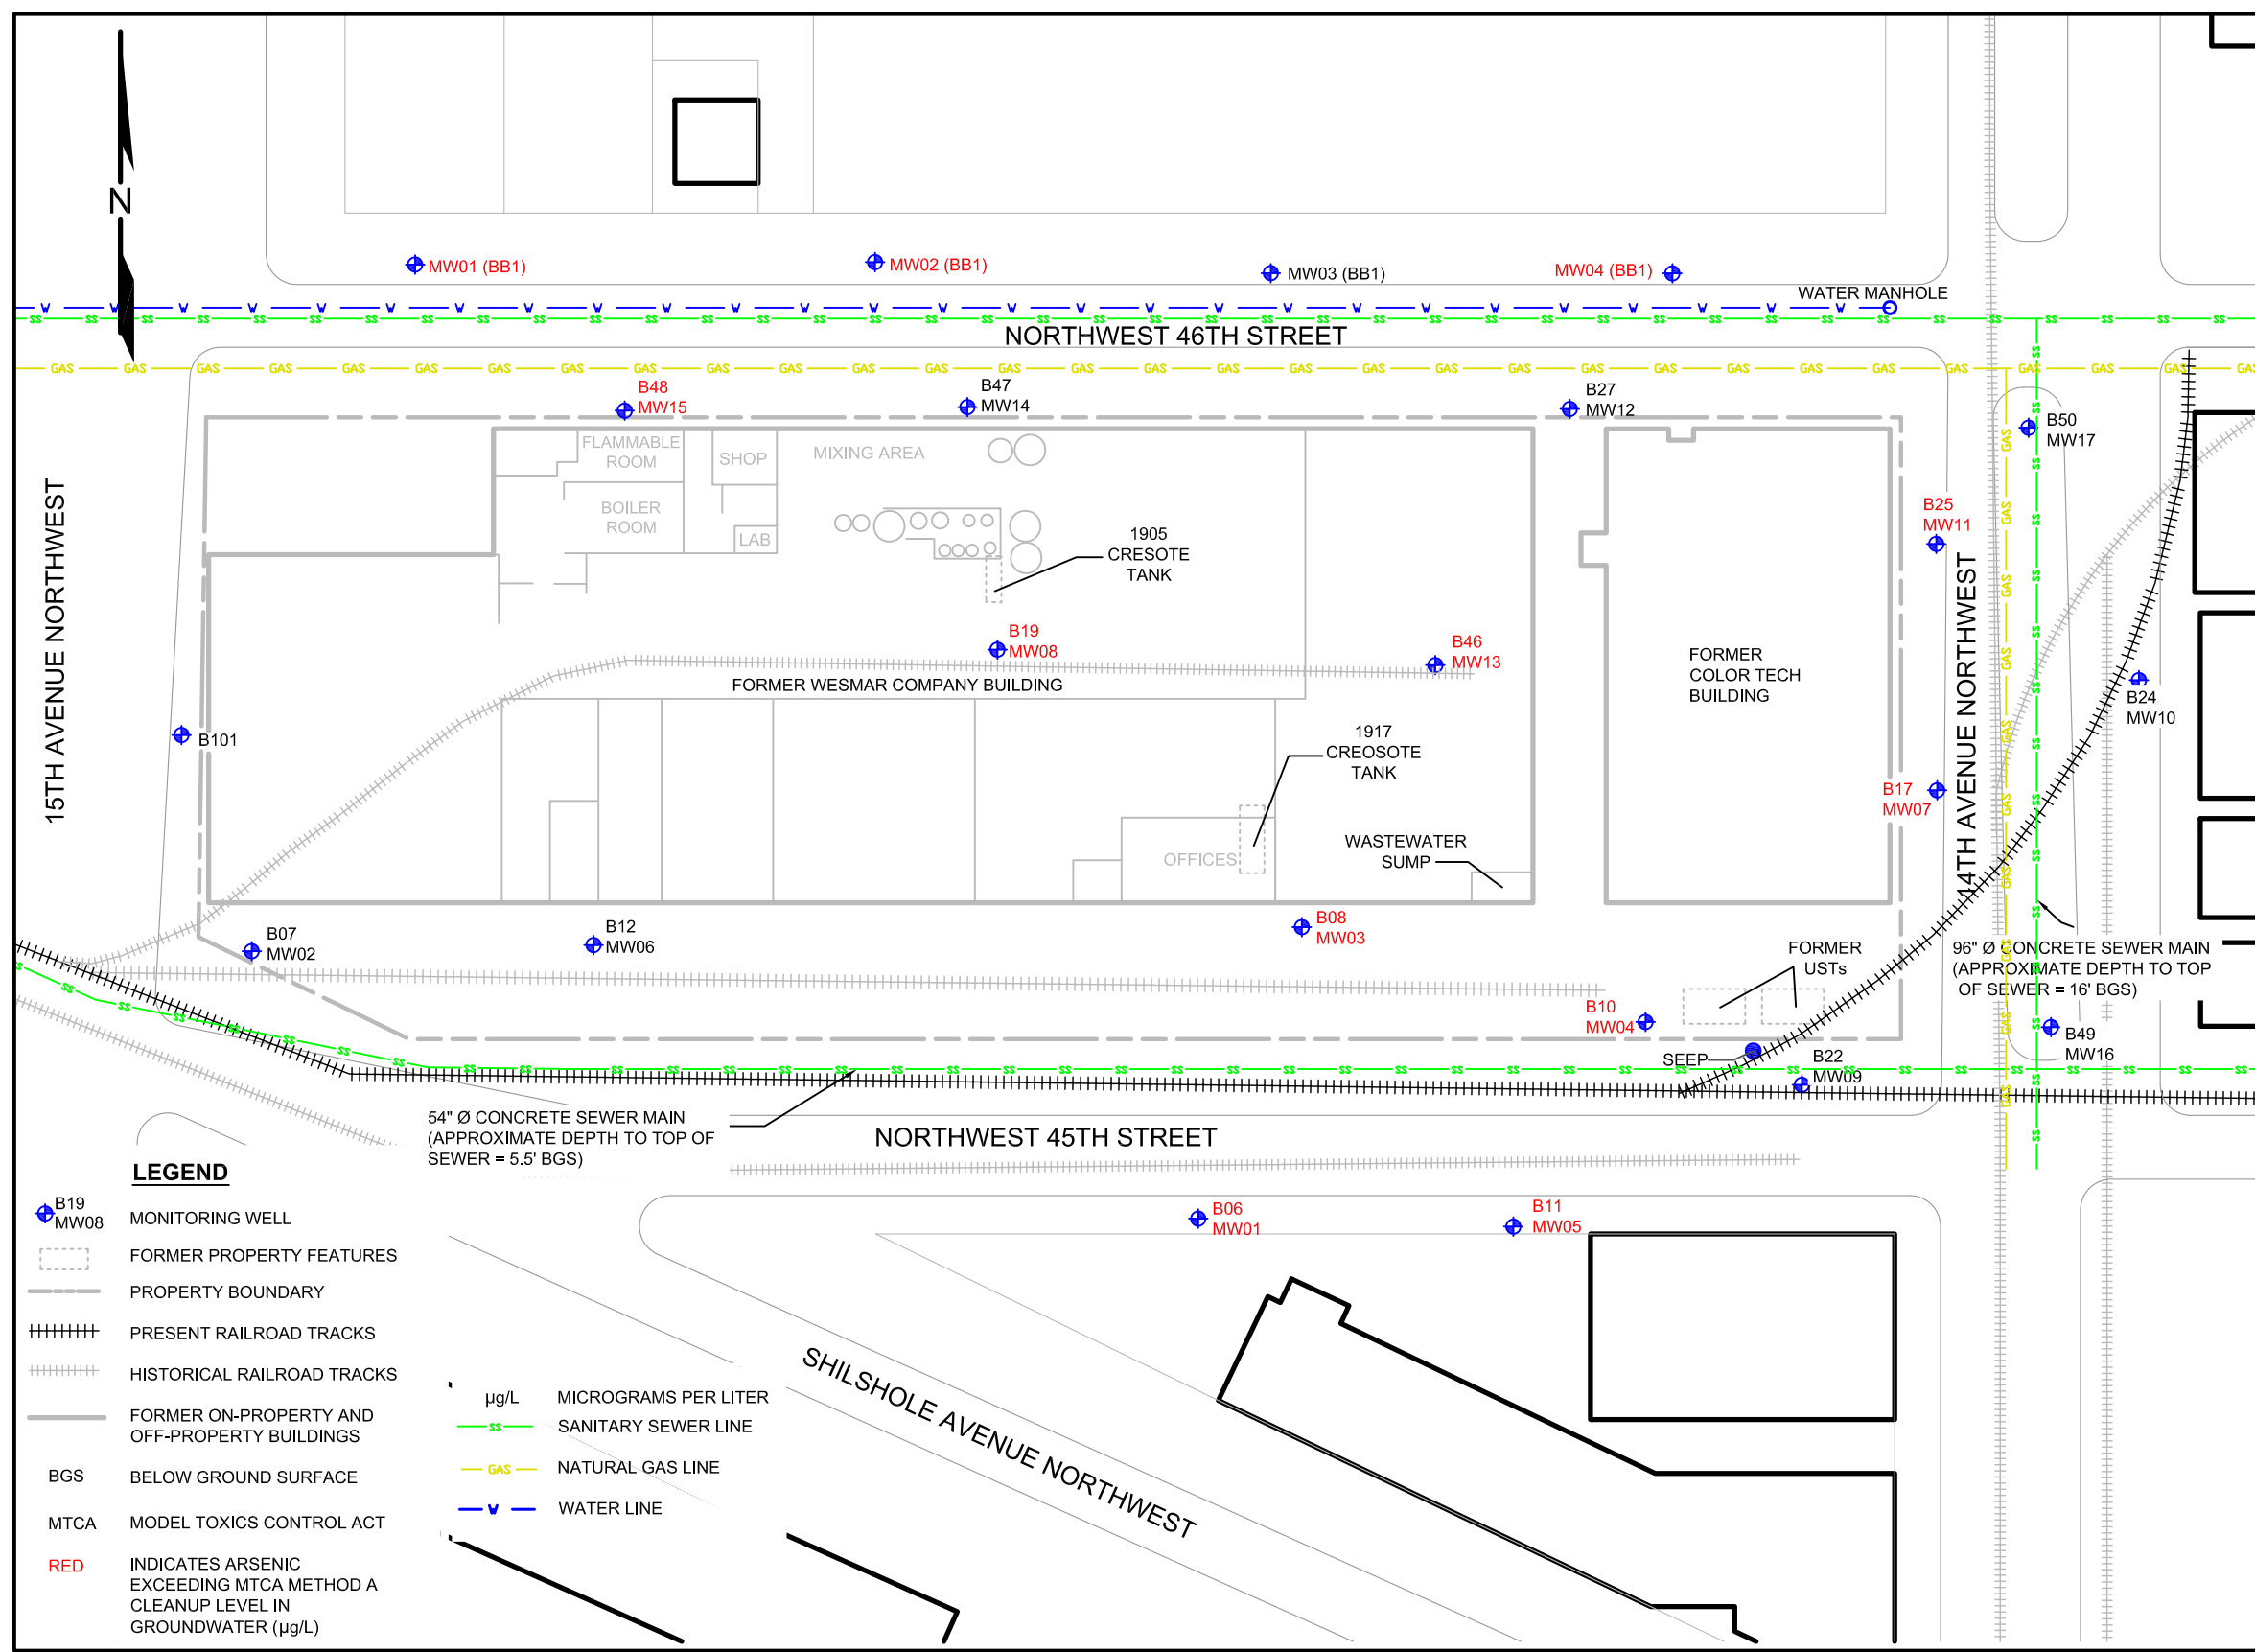 N
MW01 (BB1)
MW02 (BB1)
MW03 (BB1)
MW04 (BB1)
WATER MANHOLE
NORTHWEST 46TH STREET
B48
MW15
B47
MW14
B27
MW12
B50
MW17
FLAMMABLE
ROOM
SHOP
MIXING AREA
BOILER
ROOM
LAB
1905
CRESOTE
TANK
B25
MW11
15TH AVENUE NORTHWEST
14TH AVENUE NORTHWEST
B19
MW08
B46
MW13
FORMER WESMAR COMPANY BUILDING
FORMER
COLOR TECH
BUILDING
B24
MW10
B101
1917
CREOSOTE
TANK
B17
MW07
OFFICES
WASTEWATER
SUMP
B07
MW02
B12
MW06
B08
MW03
FORMER
USTs
96" Ø CONCRETE SEWER MAIN
(APPROXIMATE DEPTH TO TOP
OF SEWER = 16' BGS)
B10
MW04
SEEP
B22
MW09
B49
MW16
54" Ø CONCRETE SEWER MAIN
(APPROXIMATE DEPTH TO TOP OF
SEWER = 5.5' BGS)
NORTHWEST 45TH STREET
B06
MW01
B11
MW05
SHILSHOLE AVENUE NORTHWEST
LEGEND
B19
MW08
MONITORING WELL
FORMER PROPERTY FEATURES
PROPERTY BOUNDARY
PRESENT RAILROAD TRACKS
HISTORICAL RAILROAD TRACKS
FORMER ON-PROPERTY AND
OFF-PROPERTY BUILDINGS
BGS BELOW GROUND SURFACE
MTCA MODEL TOXICS CONTROL ACT
RED INDICATES ARSENIC
EXCEEDING MTCA METHOD A
CLEANUP LEVEL IN
GROUNDWATER (µg/L)
µg/L MICROGRAMS PER LITER
SS SANITARY SEWER LINE
GAS NATURAL GAS LINE
W WATER LINE